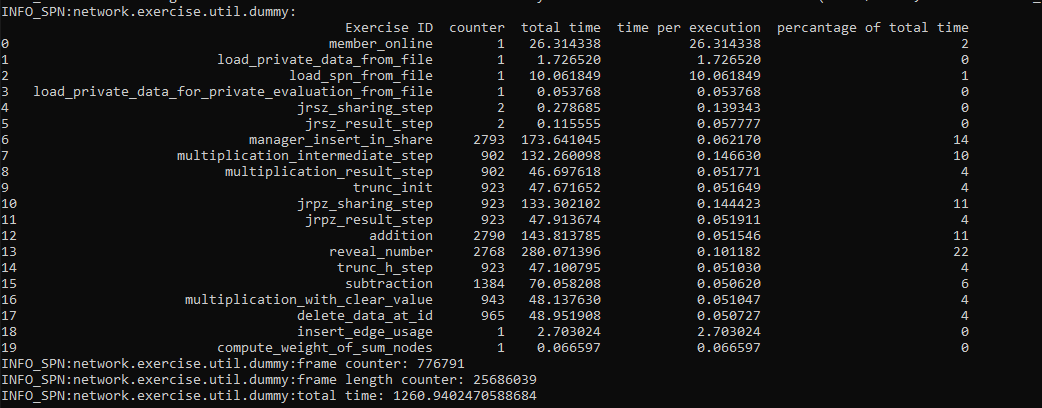 INFO_SPN:network.exercise.util.dummy:
Exercise ID counter total time time per execution percentage of total time
0 member_online 1 26.314338 26.314338 2
1 load_private_data_from_file 1 1.726520 1.726520 0
2 load_spn_from_file 1 10.061849 10.061849 1
3 load_private_data_for_private_evaluation_from_file 1 0.053768 0.053768 0
4 jrsz_sharing_step 2 0.278685 0.139343 0
5 jrsz_result_step 2 0.115555 0.057777 0
6 manager_insert_in_share 2793 173.641045 0.062170 14
7 multiplication_intermediate_step 902 132.260098 0.146630 10
8 multiplication_result_step 902 46.697618 0.051771 4
9 trunc_init 923 47.671652 0.051649 4
10 jrpz_sharing_step 923 133.302102 0.144423 11
11 jrpz_result_step 923 47.913674 0.051911 4
12 addition 2790 143.813785 0.051546 11
13 reveal_number 2768 280.071396 0.101182 22
14 trunc_h_step 923 47.100795 0.051030 4
15 subtraction 1384 70.058208 0.050620 6
16 multiplication_with_clear_value 943 48.137630 0.051047 4
17 delete_data_at_id 965 48.951908 0.050727 4
18 insert_edge_usage 1 2.703024 2.703024 0
19 compute_weight_of_sum_nodes 1 0.066597 0.066597 0
INFO_SPN:network.exercise.util.dummy:frame counter: 776791
INFO_SPN:network.exercise.util.dummy:frame length counter: 25686039
INFO_SPN:network.exercise.util.dummy:total time: 1260.9402470588684